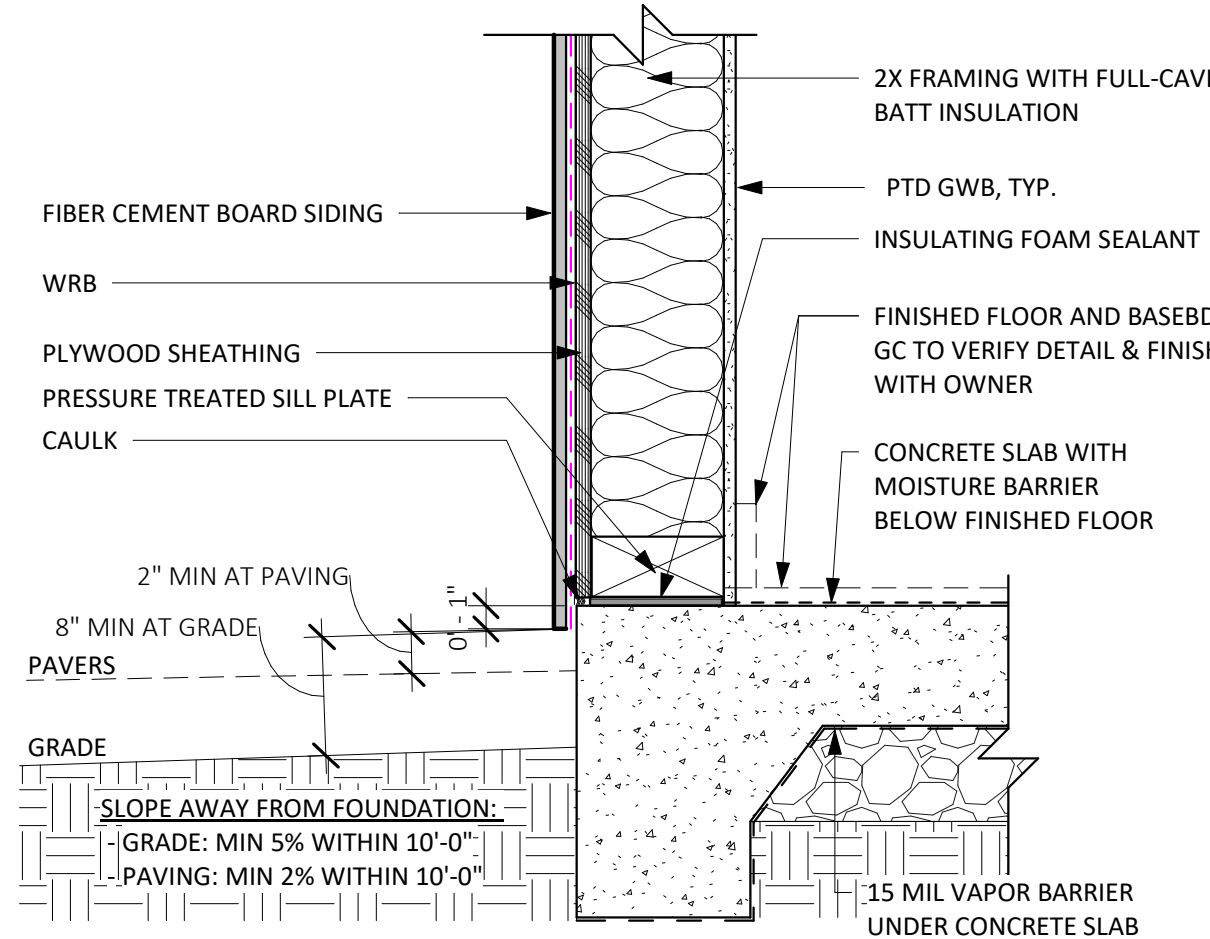 2X FRAMING WITH FULL-CAVI
BATT INSULATION
PTD GWB, TYP.
INSULATING FOAM SEALANT
FINISHED FLOOR AND BASEBD
GC TO VERIFY DETAIL & FINISH
WITH OWNER
CONCRETE SLAB WITH
MOISTURE BARRIER
BELOW FINISHED FLOOR
FIBER CEMENT BOARD SIDING
WRB
PLYWOOD SHEATHING
PRESSURE TREATED SILL PLATE
CAULK
2" MIN AT PAVING
0' - 1"
8" MIN AT GRADE
PAVERS
GRADE
SLOPE AWAY FROM FOUNDATION:
- GRADE: MIN 5% WITHIN 10'-0"
- PAVING: MIN 2% WITHIN 10'-0"
15 MIL VAPOR BARRIER
UNDER CONCRETE SLAB